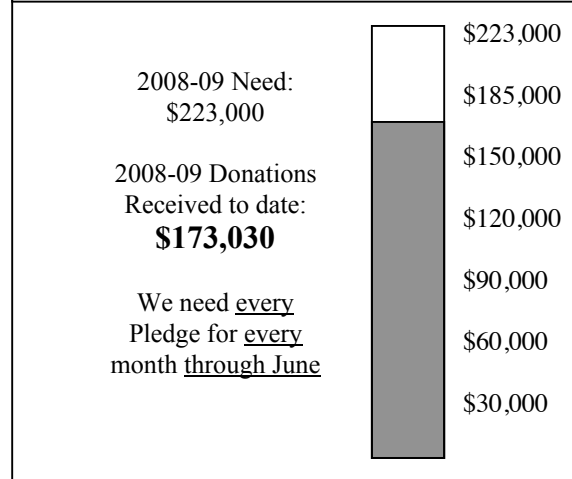 2008-09 Need:
$223,000
2008-09 Donations
Received to date:
$173,030
We need every
Pledge for every
month through June
$223,000
$185,000
$150,000
$120,000
$90,000
$60,000
$30,000